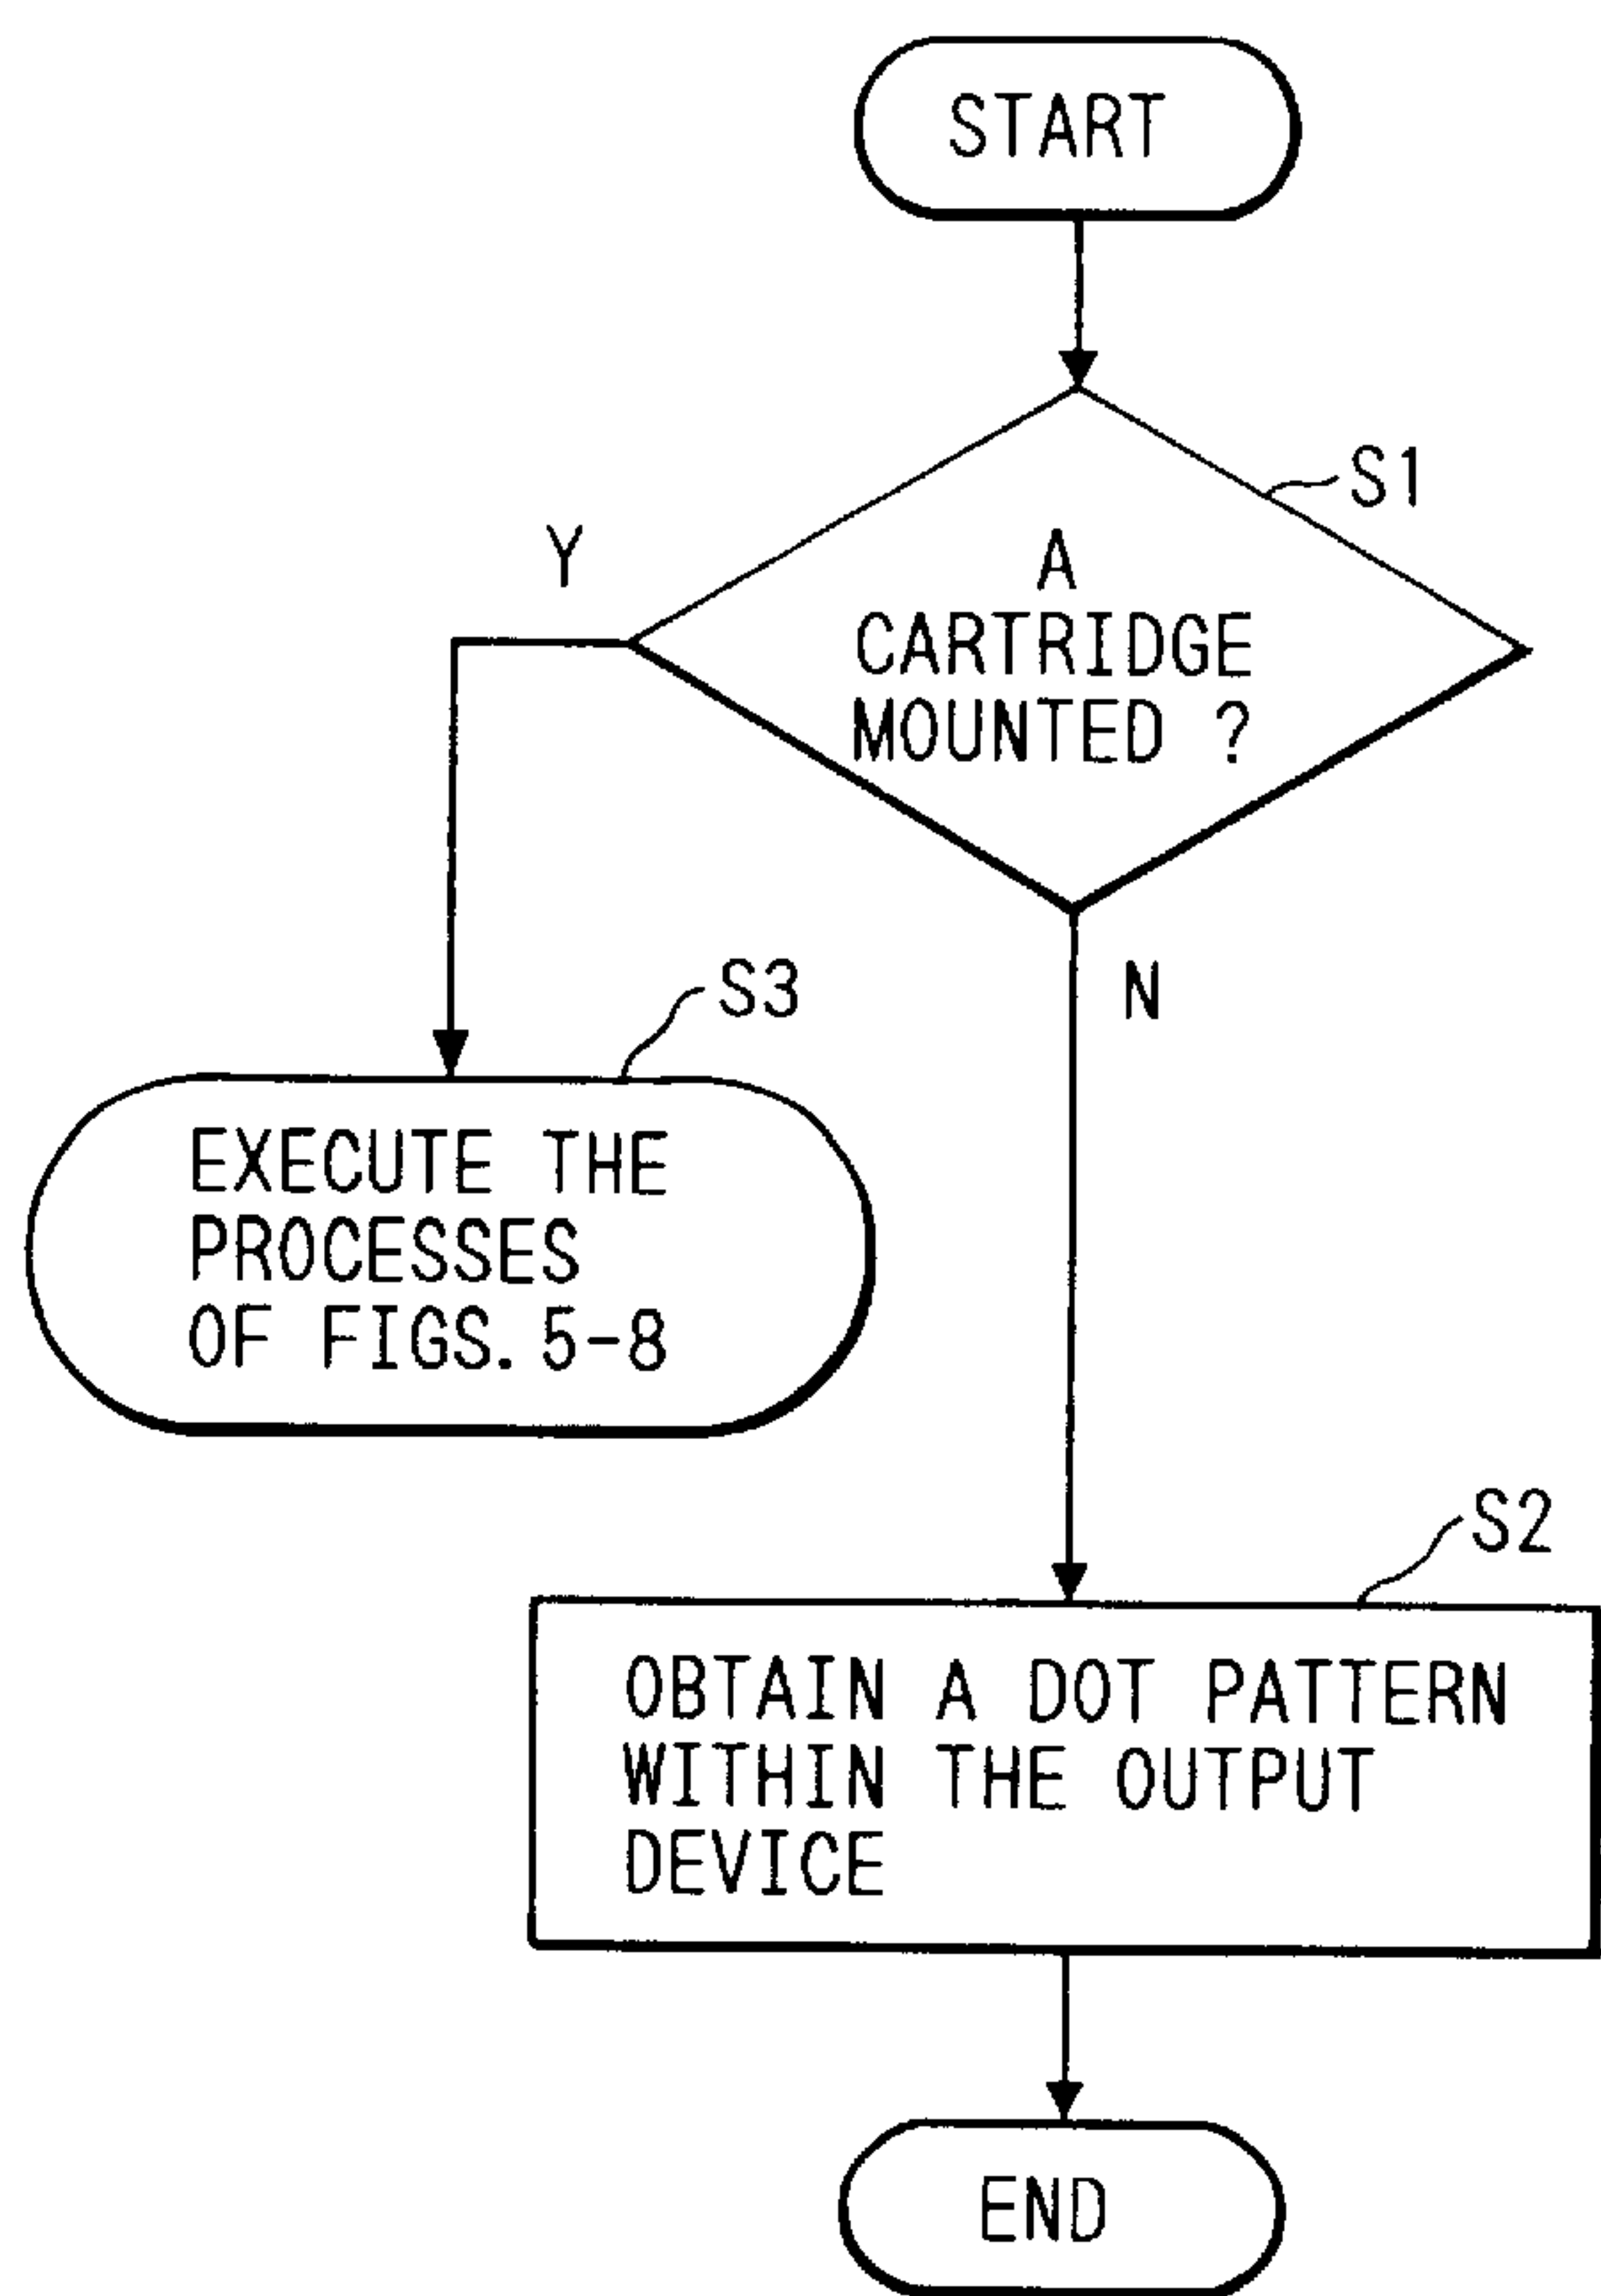 START
S1
Y
A
CARTRIDGE
MOUNTED ?
S3
N
EXECUTE THE
PROCESSES
OF FIGS. 5-8
S2
OBTAIN A DOT PATTERN
WITHIN THE OUTPUT
DEVICE
END